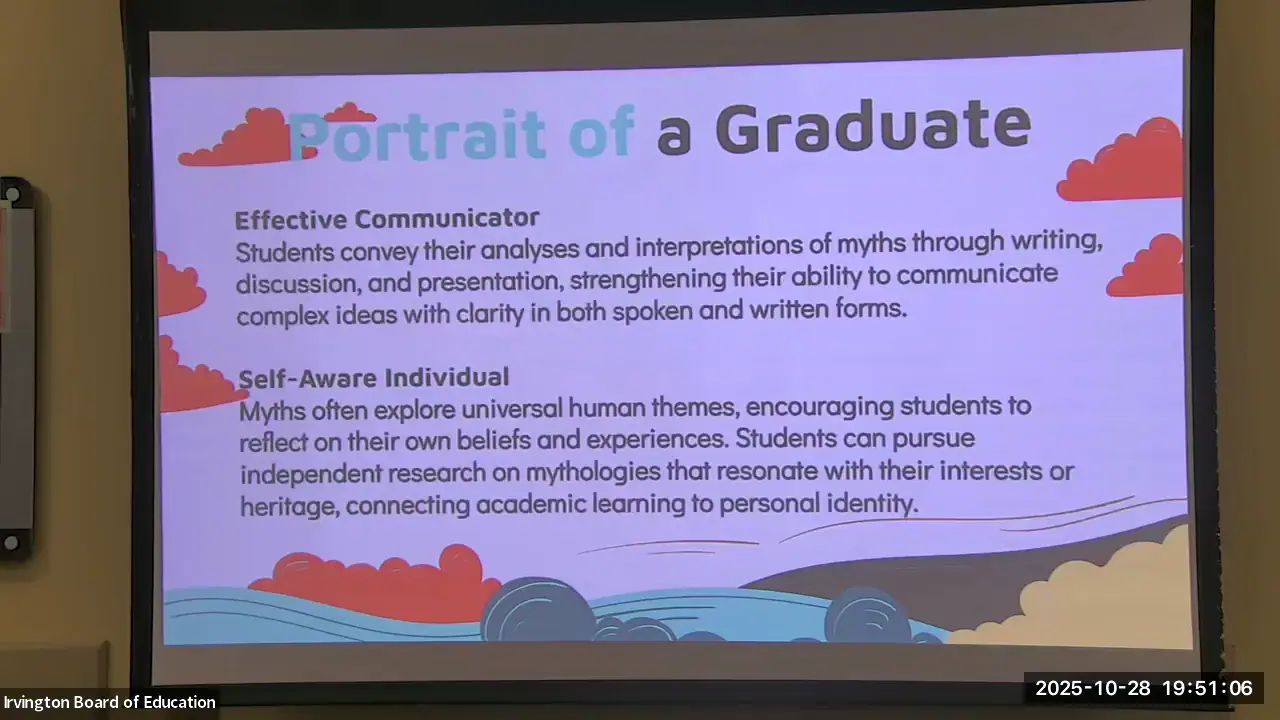 Portrait of a Graduate
Effective Communicator
Students convey their analyses and interpretations of myths through writing,
discussion, and presentation, strengthening their ability to communicate
complex ideas with clarity in both spoken and written forms.
Self-Aware Individual
Myths often explore universal human themes, encouraging students to
reflect on their own beliefs and experiences. Students can pursue
independent research on mythologies that resonate with their interests or
heritage, connecting academic learning to personal identity.
Irvington Board of Education
2025-10-28 19:51:06